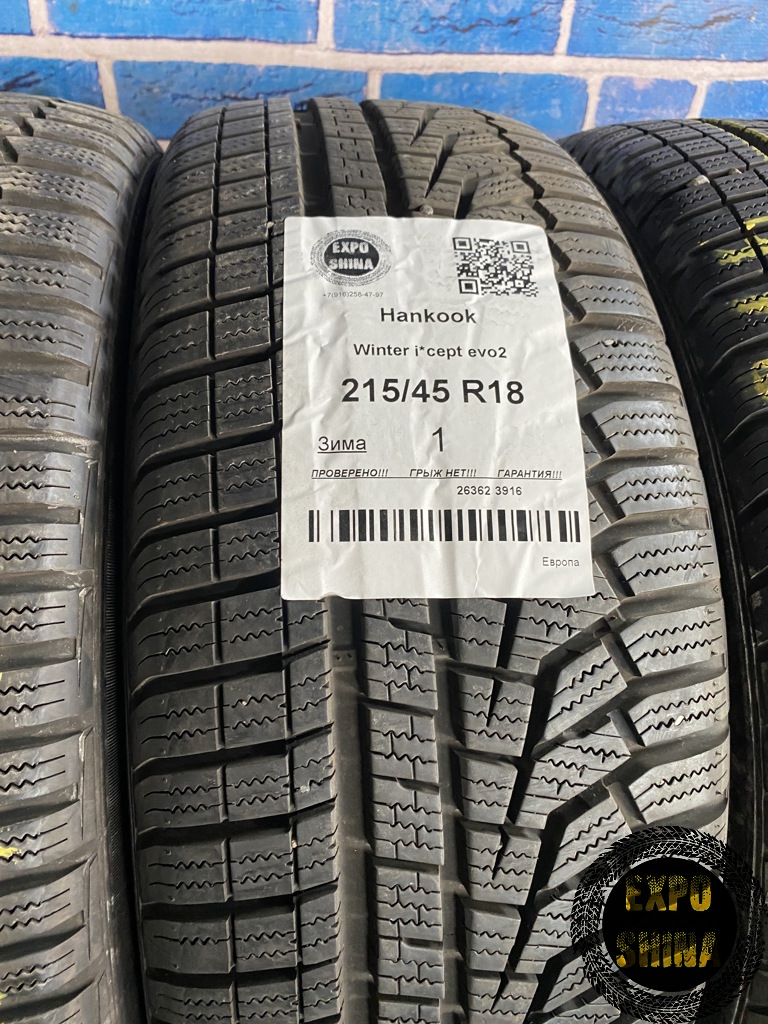 EXPO
SHINA
+7(916)258-47-97
Hankook
Winter i*cept evo2
215/45 R18
Зима 1
ПРОВЕРЕНО!!! ГРЫЖ НЕТ!!! ГАРАНТИЯ!!!
26362 3916
Европа
EXPO
SHINA